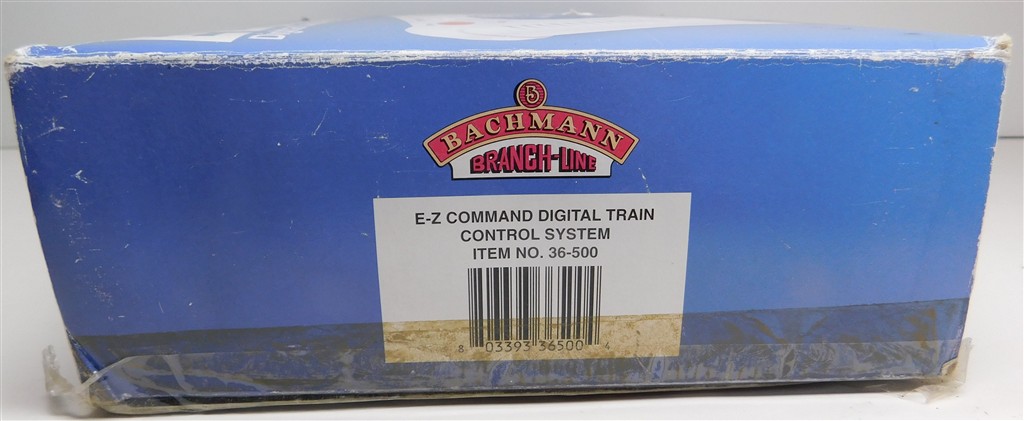 B
BACHMANN
BRANCH-LINE
E-Z COMMAND DIGITAL TRAIN
CONTROL SYSTEM
ITEM NO. 36-500
8 03393 36500 4